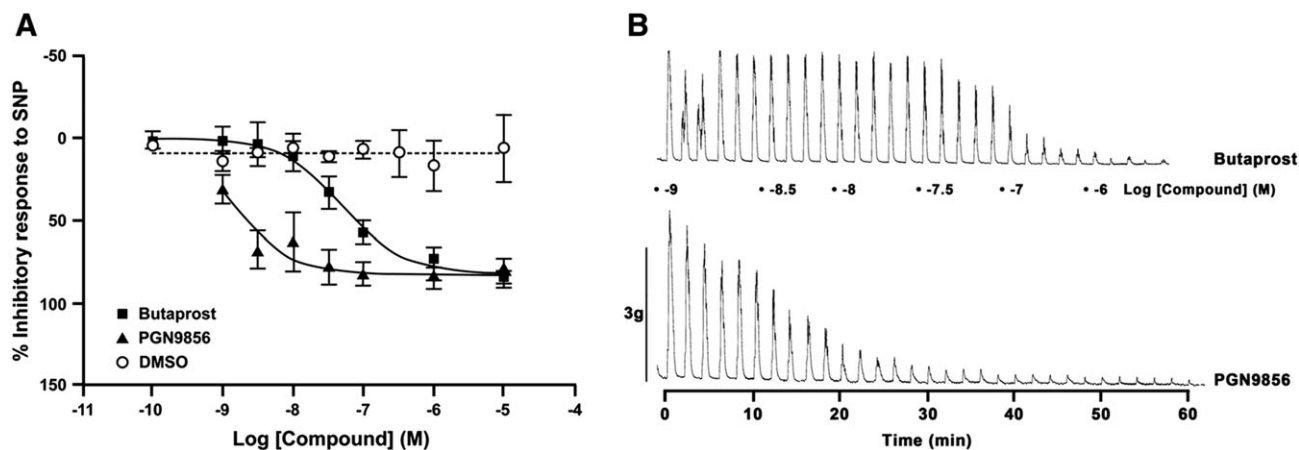 A
% Inhibitory response to SNP
-50
0
50
100
150
-11 -10 -9 -8 -7 -6 -5 -4
Log [Compound] (M)
Butaprost
PGN9856
DMSO
B
Butaprost
• -9 • -8.5 • -8 • -7.5 • -7 • -6 Log [Compound] (M)
3g
PGN9856
0 10 20 30 40 50 60
Time (min)